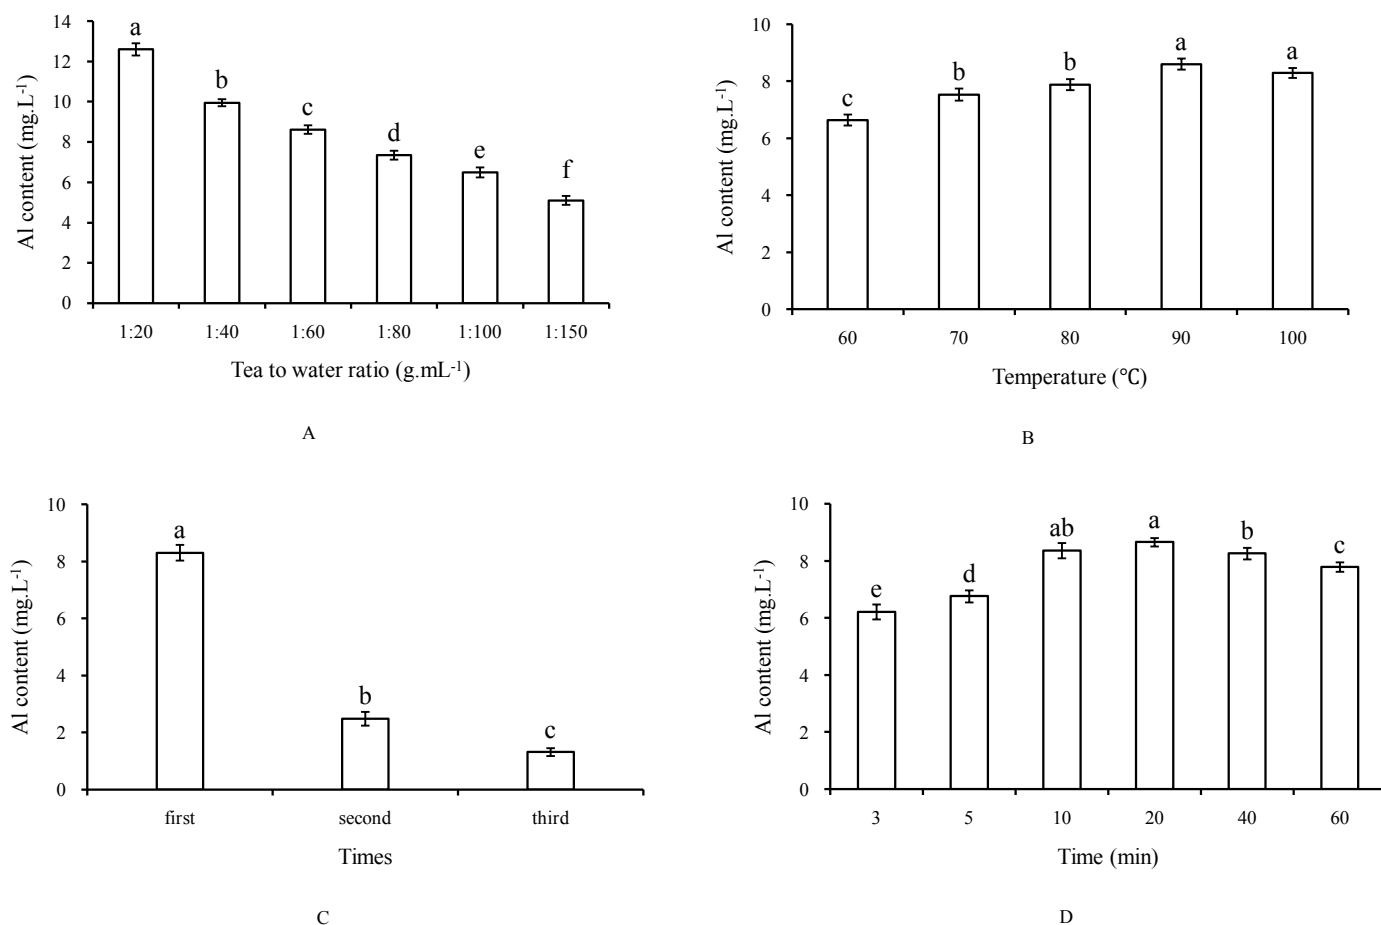 14
12
10
8
6
4
2
0
Al content (mg.L-1)
a
b
c
d
e
f
1:20 1:40 1:60 1:80 1:100 1:150
Tea to water ratio (g.mL-1)
A
10
8
6
4
2
0
Al content (mg.L-1)
c
b
b
a
a
60 70 80 90 100
Temperature (℃)
B
10
8
6
4
2
0
Al content (mg.L-1)
a
b
c
first second third
Times
C
10
8
6
4
2
0
Al content (mg.L-1)
e
d
ab
a
b
c
3 5 10 20 40 60
Time (min)
D